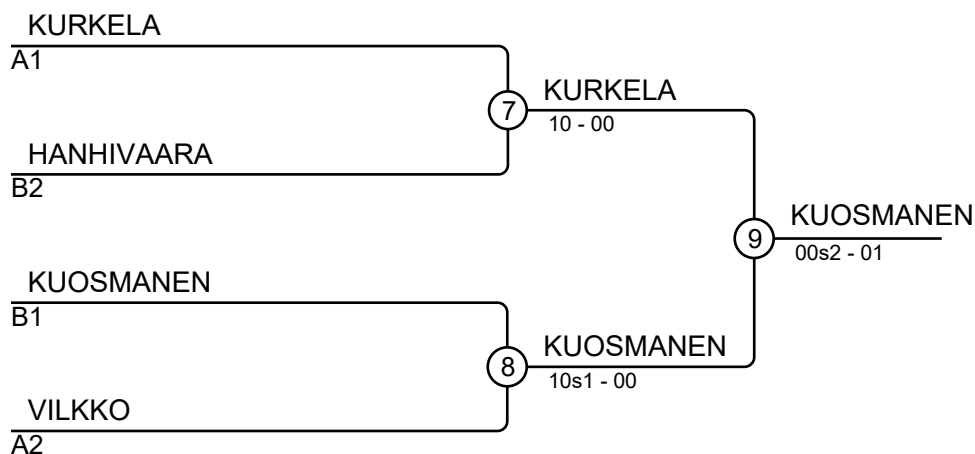 KURKELA
A1
7
KURKELA
10 - 00
HANHIVAARA
B2
9
KUOSMANEN
00s2 - 01
KUOSMANEN
B1
8
KUOSMANEN
10s1 - 00
VILKKO
A2